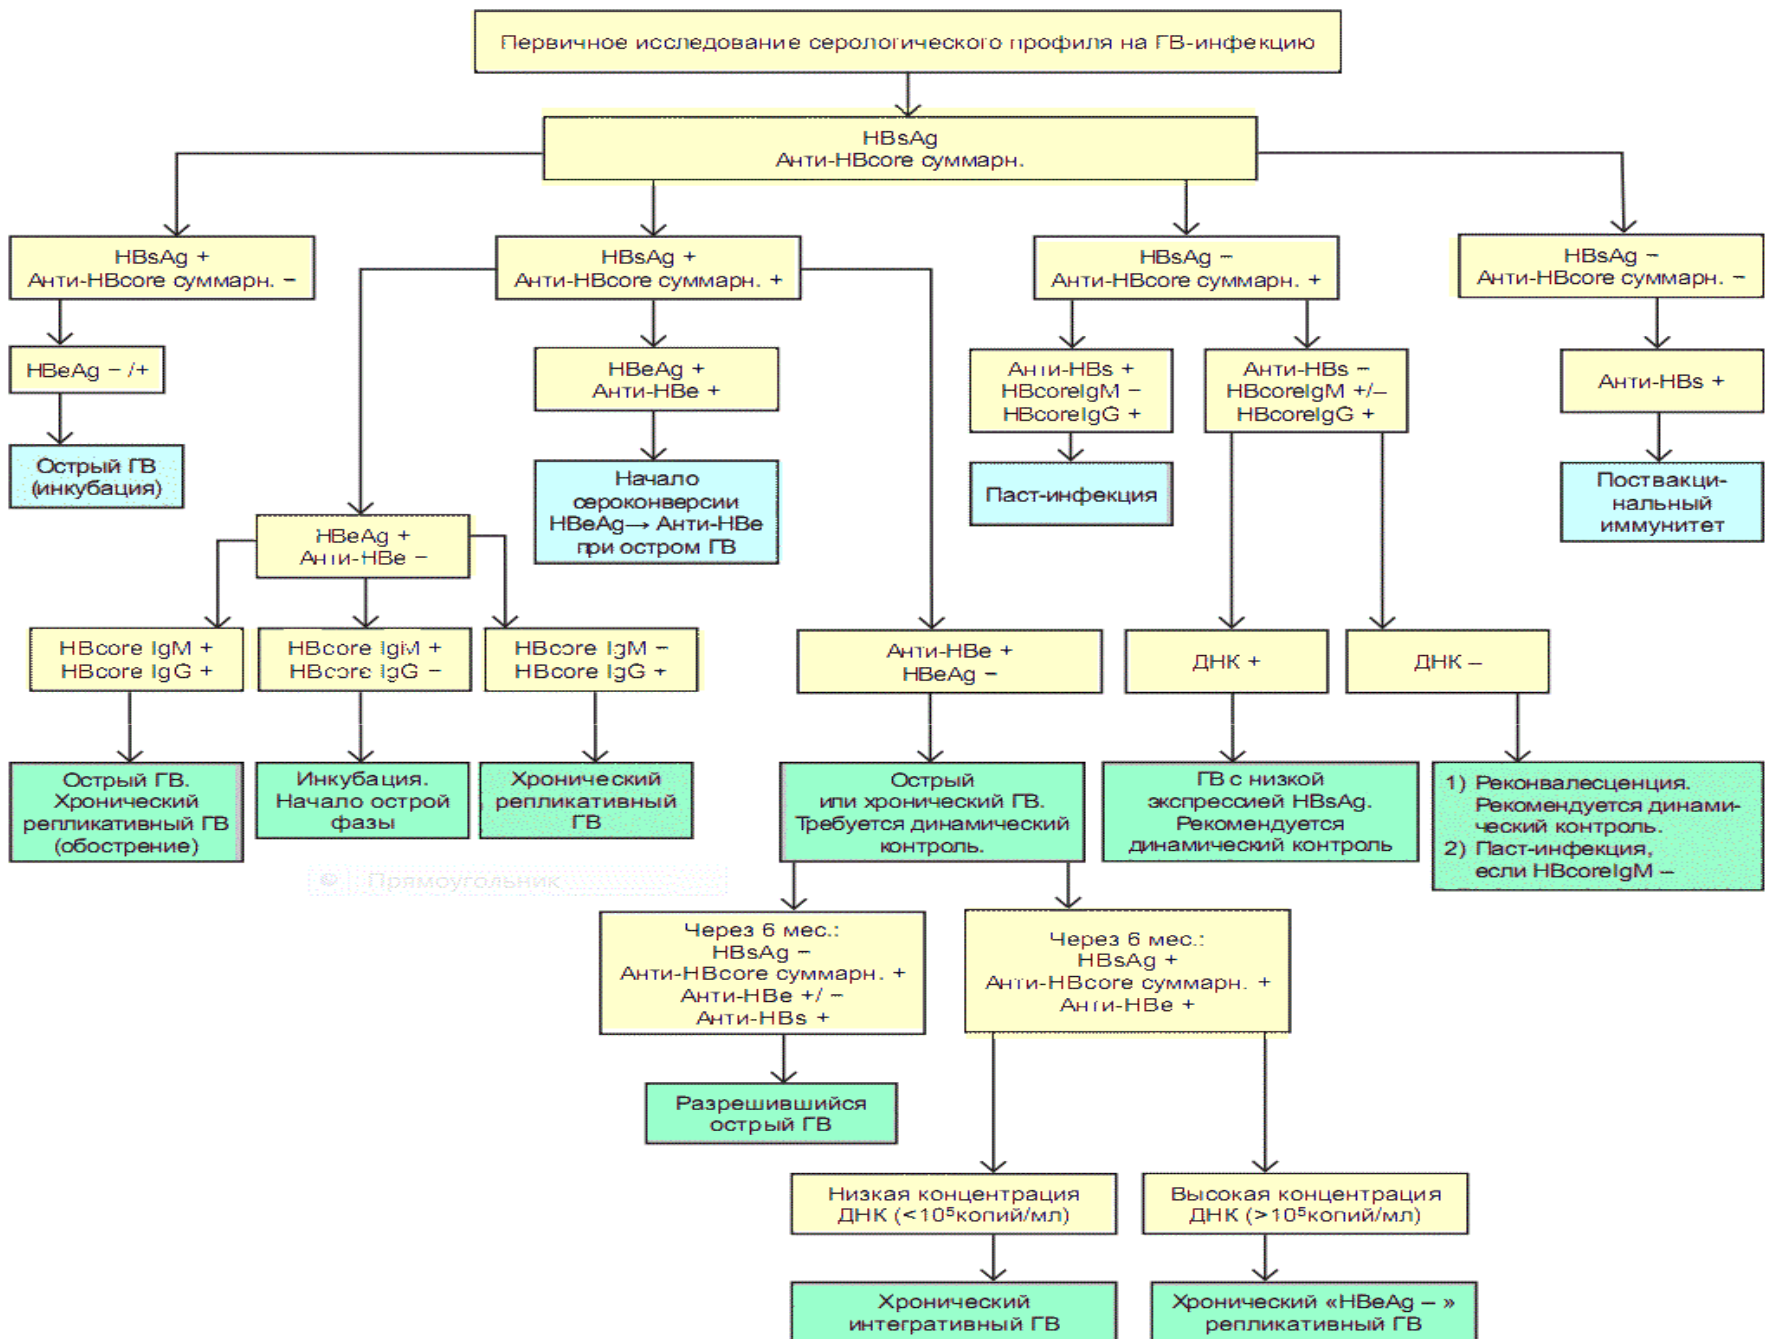 Первичное исследование серологического профиля на ГВ-инфекцию
HBsAg
Анти-HBcore суммарн.
HBsAg +
Анти-HBcore суммарн. –
HBsAg +
Анти-HBcore суммарн. +
HBsAg –
Анти-HBcore суммарн. +
HBsAg –
Анти-HBcore суммарн. –
HBeAg – /+
HBeAg +
Анти-HBe +
Анти-HBs +
HBcoreIgM –
HBcoreIgG +
Анти-HBs –
HBcoreIgM +/–
HBcoreIgG +
Анти-HBs +
Острый ГВ
(инкубация)
Начало
сероконверсии
HBeAg→ Анти-HBe
при остром ГВ
Паст-инфекция
Поствакци-
нальный
иммунитет
HBeAg +
Анти-HBe –
HBcore IgM +
HBcore IgG +
HBcore IgM +
HBcore IgG –
HBcore IgM –
HBcore IgG +
Анти-HBe +
HBeAg –
ДНК +
ДНК –
Острый ГВ.
Хронический
репликативный ГВ
(обострение)
Инкубация.
Начало острой
фазы
Хронический
репликативный
ГВ
Острый
или хронический ГВ.
Требуется динамический
контроль.
ГВ с низкой
экспрессией HBsAg.
Рекомендуется
динамический контроль
1) Реконвалесценция.
Рекомендуется динами-
ческий контроль.
2) Паст-инфекция,
если HBcoreIgM –
Прямоугольник
Через 6 мес.:
HBsAg –
Анти-HBcore суммарн. +
Анти-HBe +/ –
Анти-HBs +
Через 6 мес.:
HBsAg +
Анти-HBcore суммарн. +
Анти-HBe +
Разрешившийся
острый ГВ
Низкая концентрация
ДНК (<10⁵копий/мл)
Высокая концентрация
ДНК (>10⁵копий/мл)
Хронический
интегративный ГВ
Хронический «HBeAg – »
репликативный ГВ